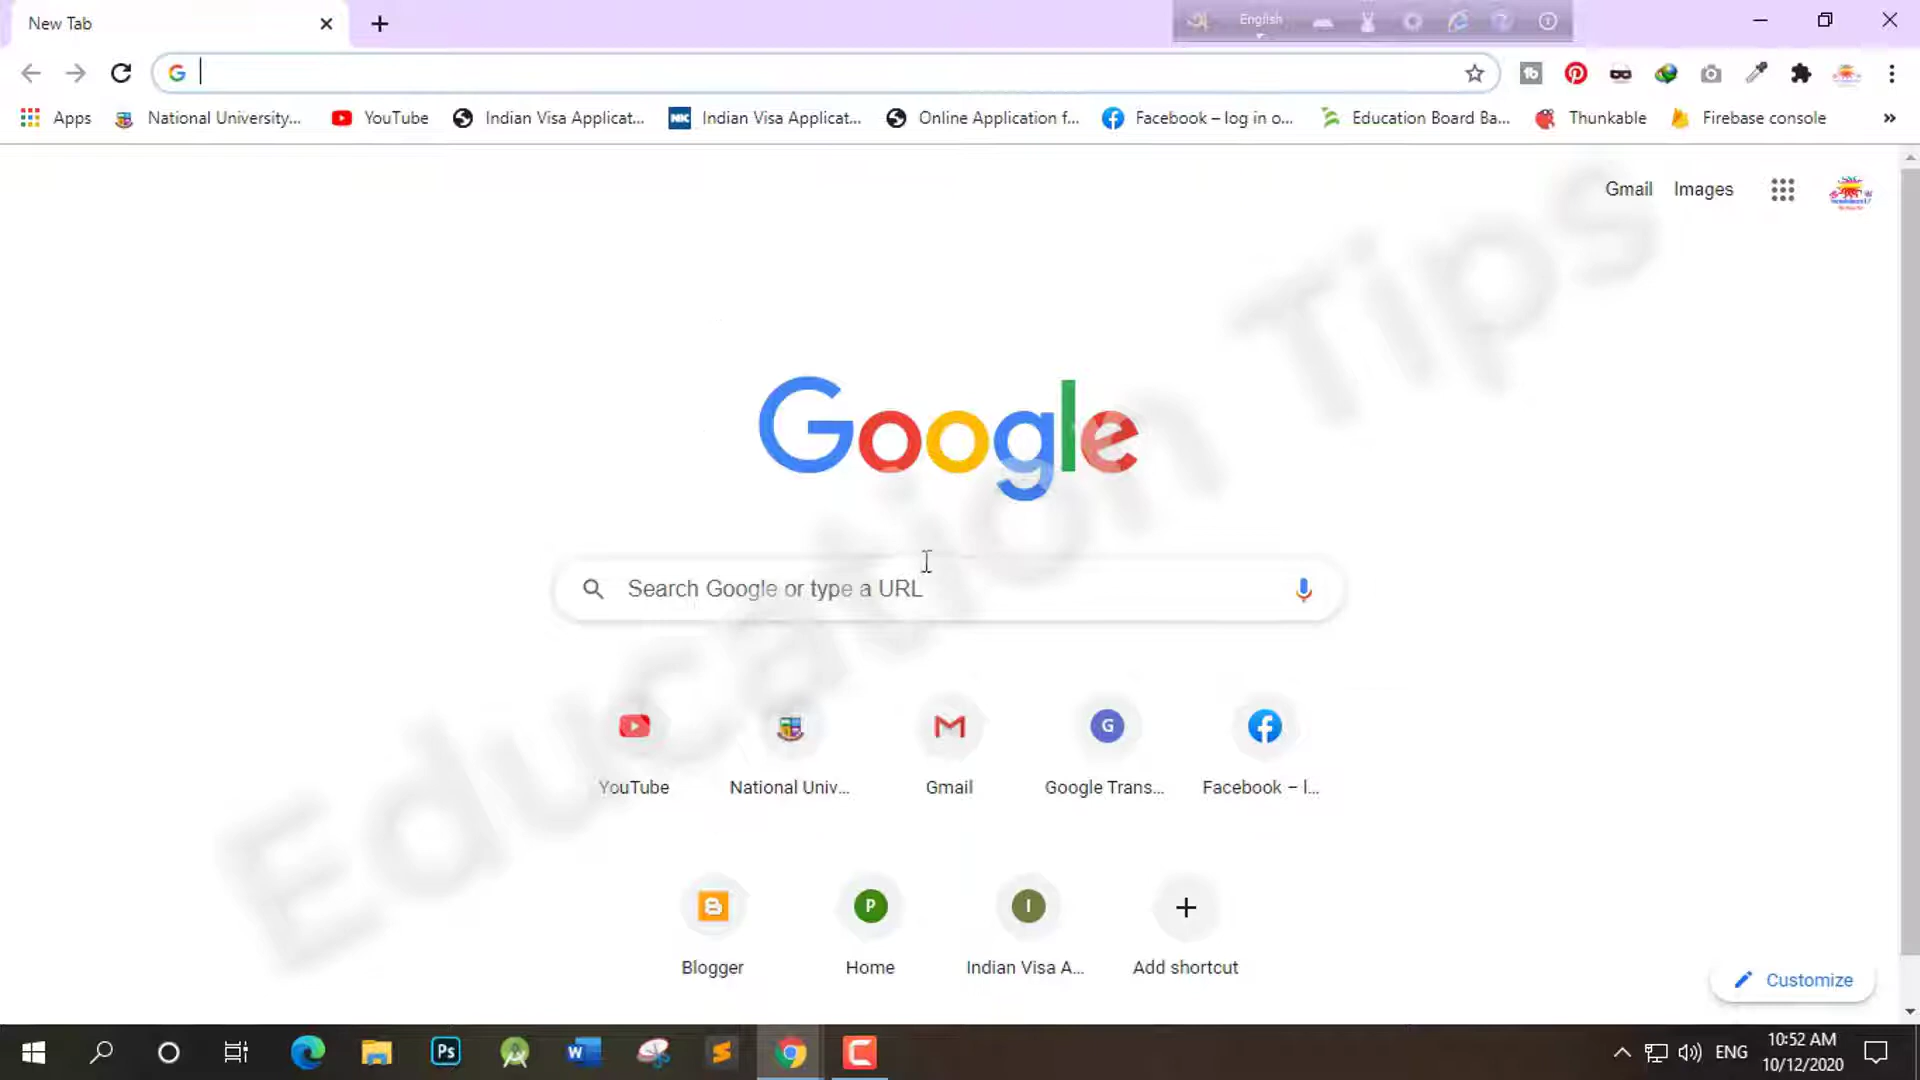 New Tab
English
Apps
National University...
YouTube
Indian Visa Applicat...
NIC Indian Visa Applicat...
Online Application f...
Facebook – log in o...
Education Board Ba...
Thunkable
Firebase console
»
Gmail
Images
Google
Search Google or type a URL
YouTube
National Univ...
Gmail
G
Google Trans...
Facebook – l...
Blogger
P
Home
I
Indian Visa A...
Add shortcut
Customize
Education Tips
Ps
W
ENG
10:52 AM
10/12/2020